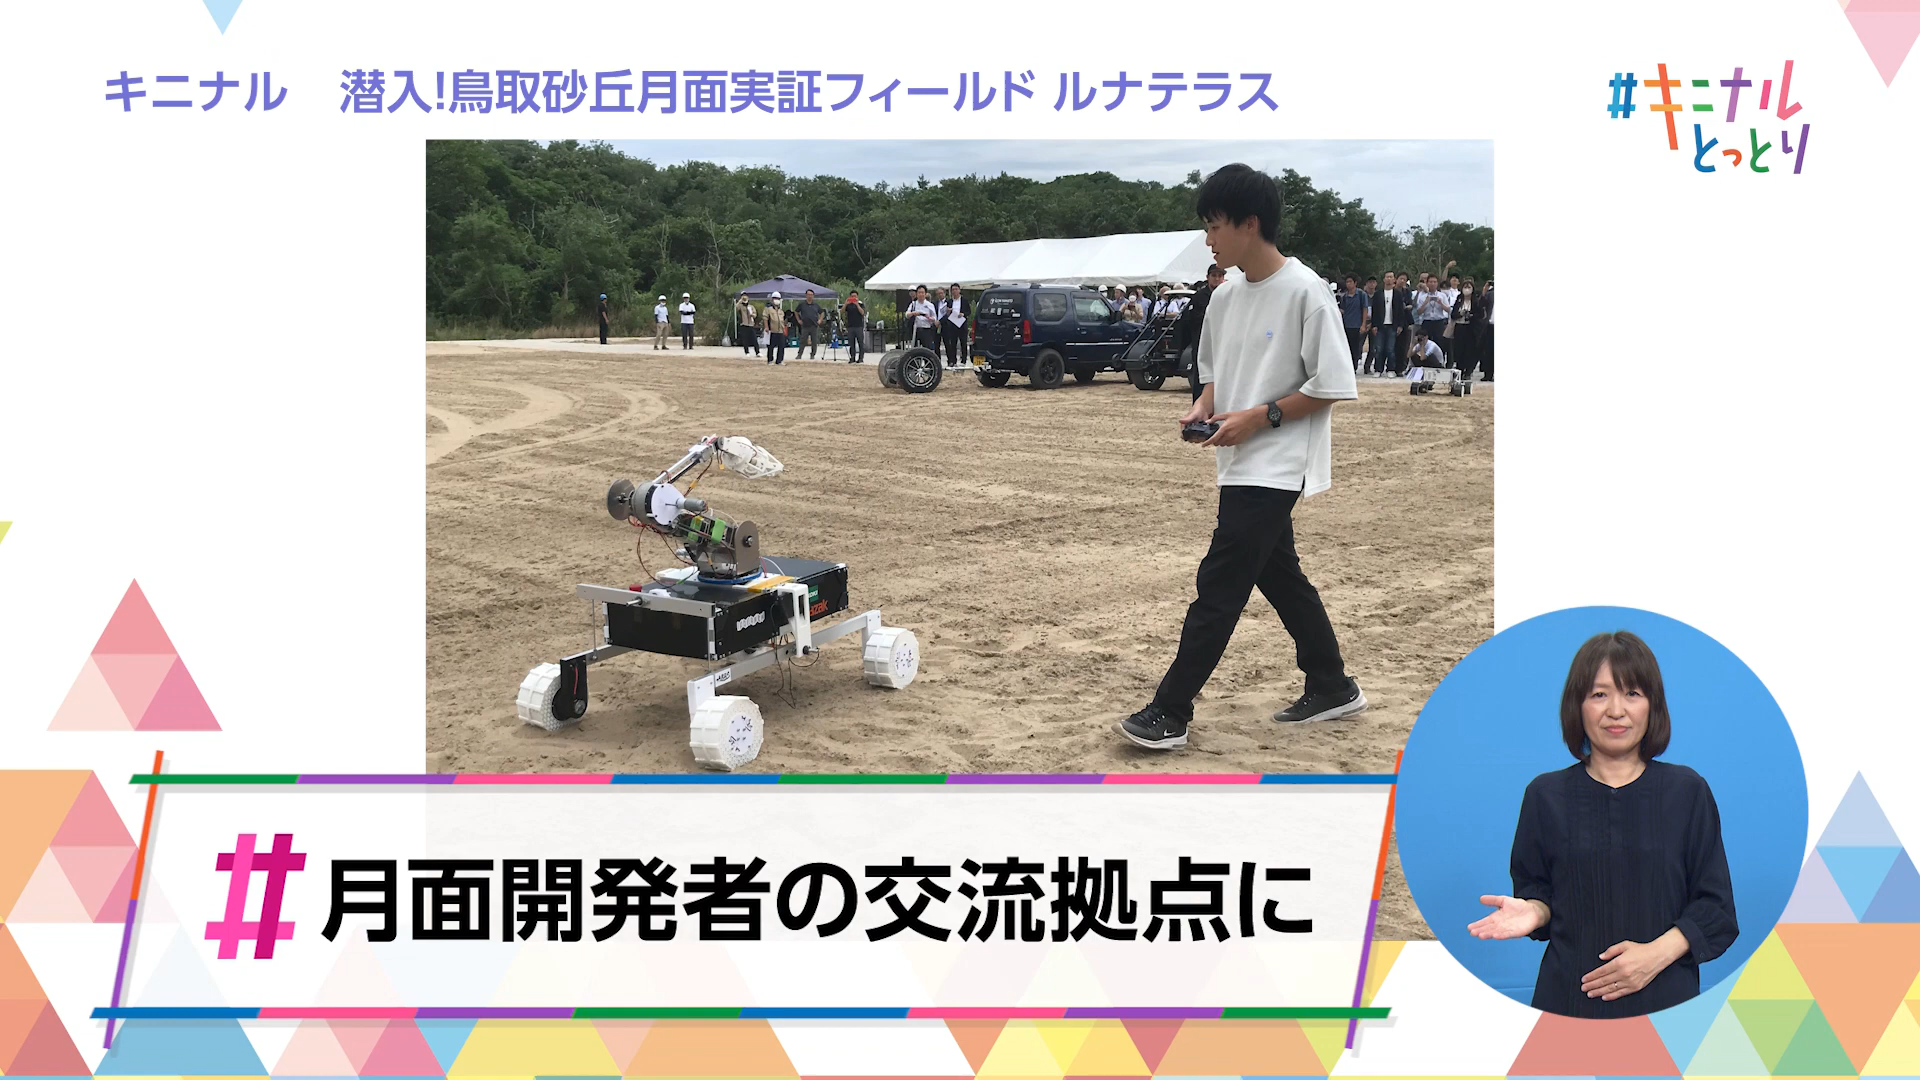 キニナル　潜入!鳥取砂丘月面実証フィールド ルナテラス
#キニナル
とっとり
#月面開発者の交流拠点に